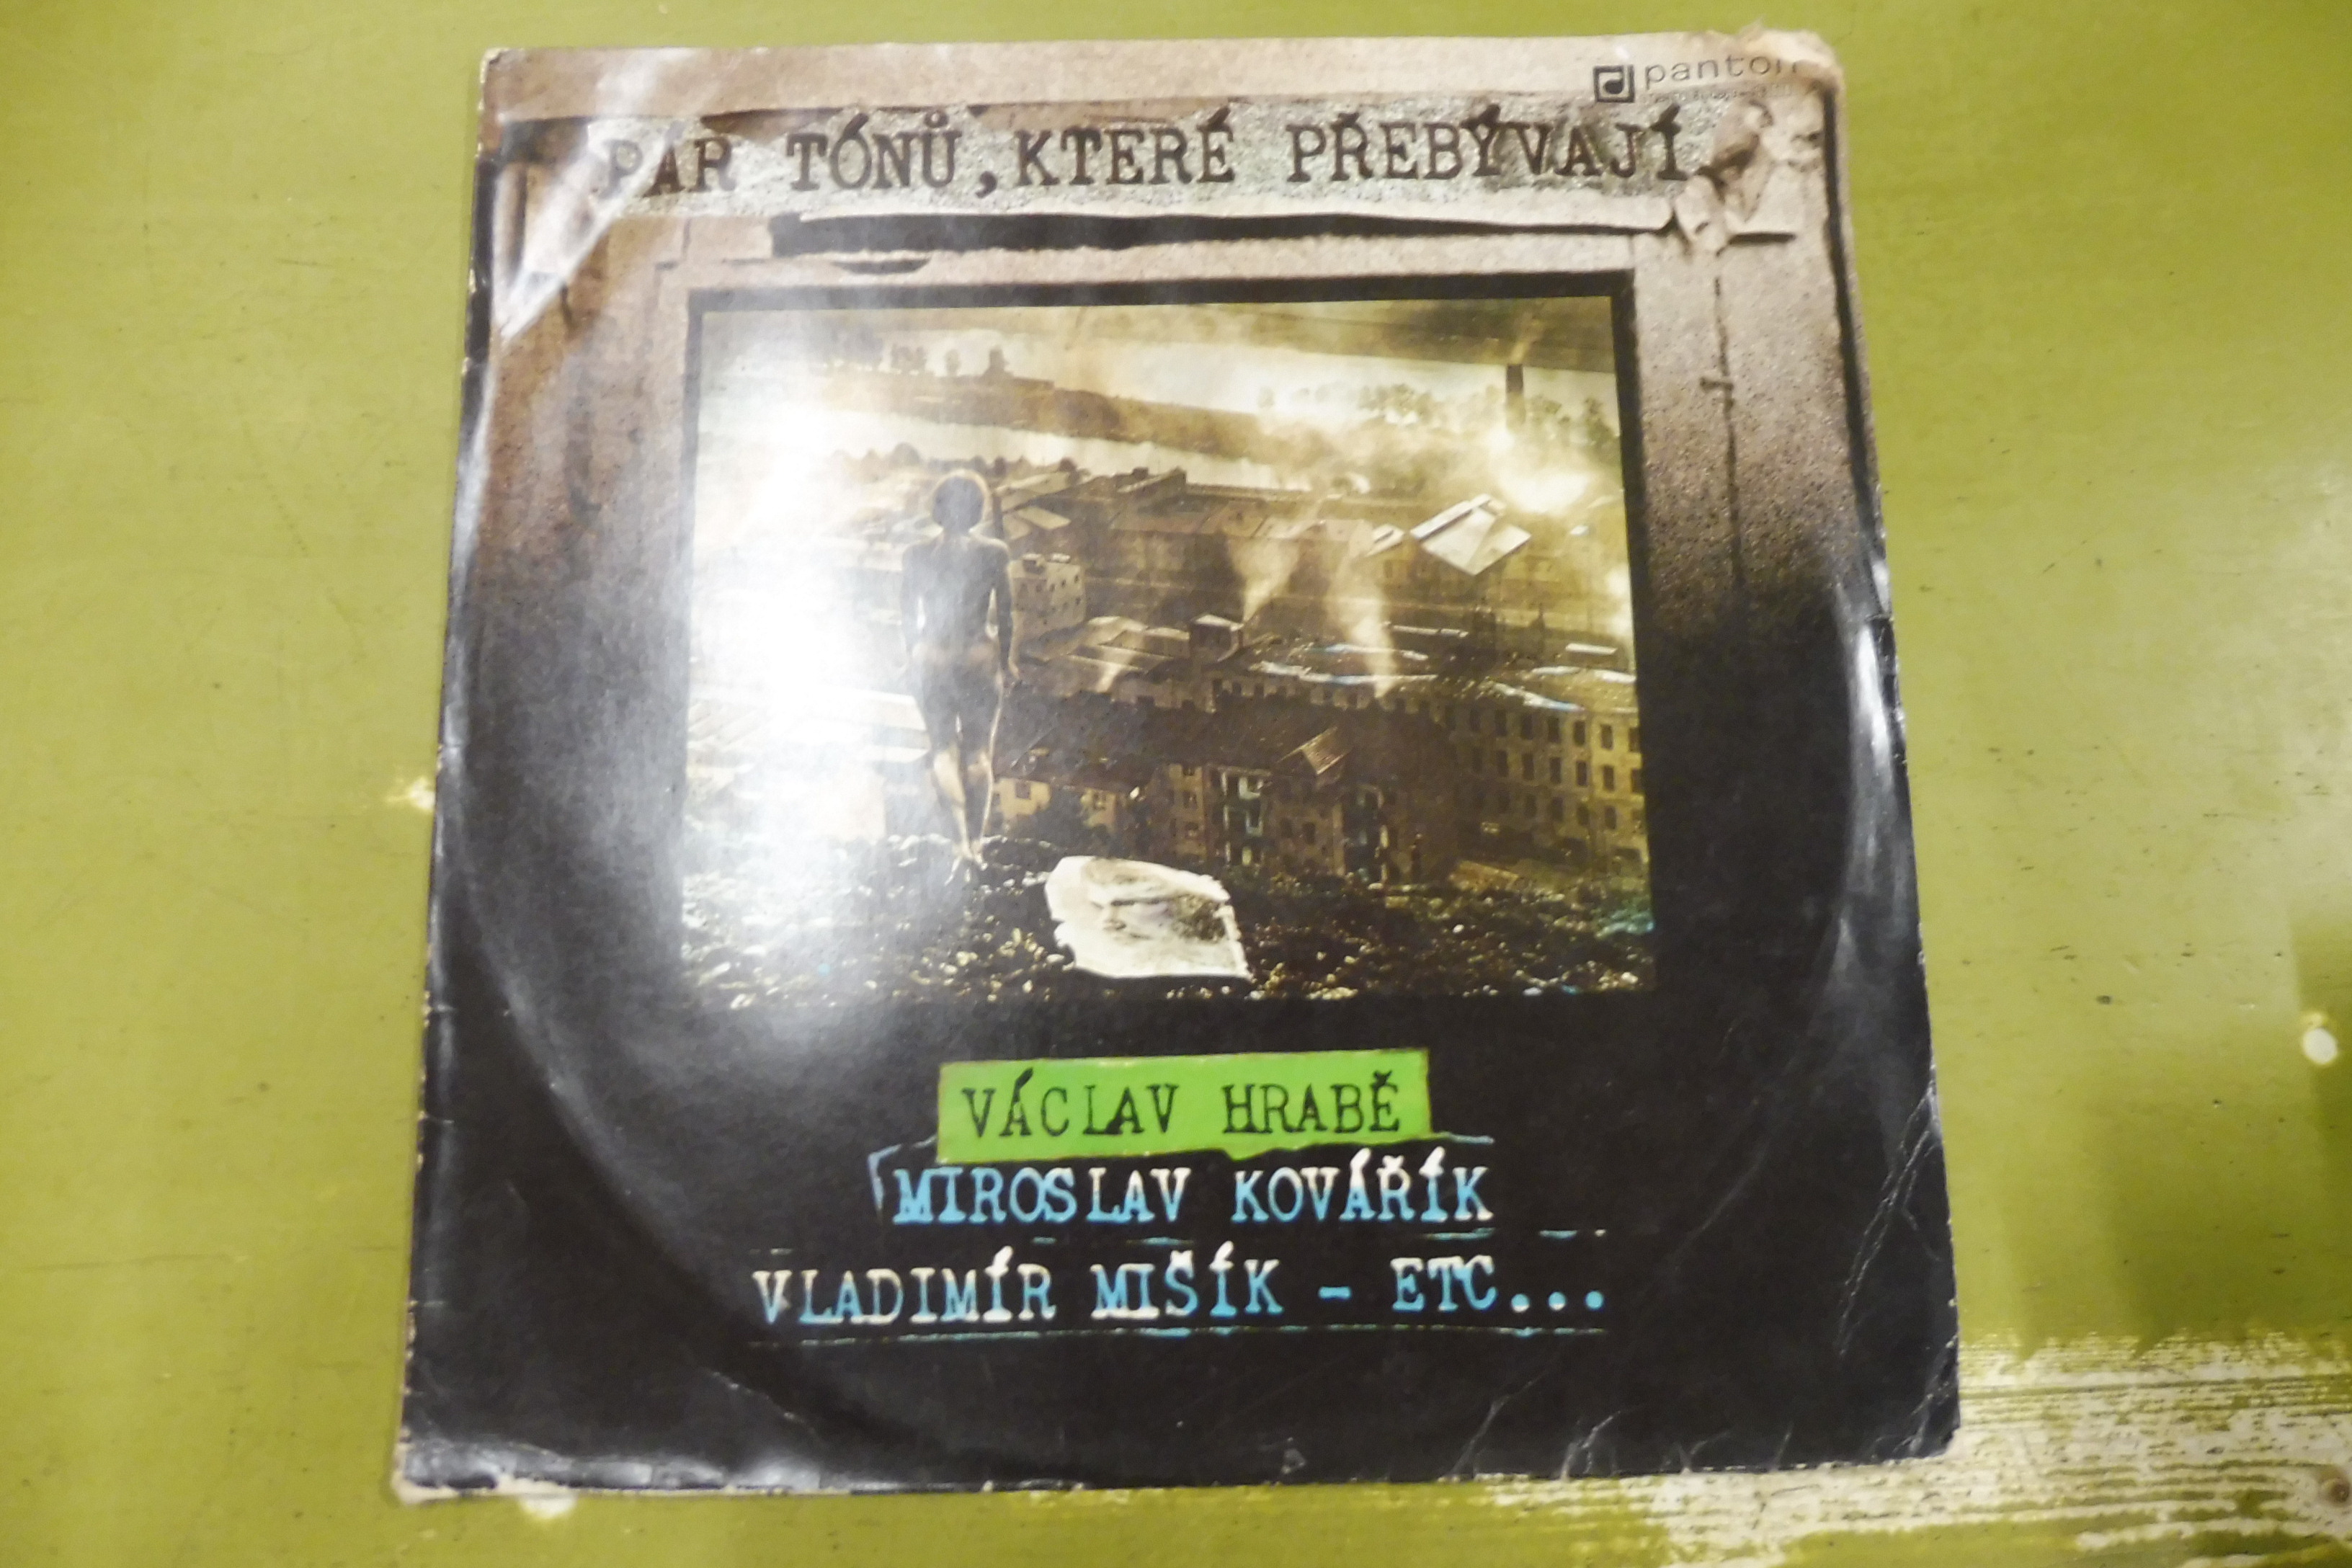 panton
PÁR TÓNŮ, KTERÉ PŘEBÝVAJÍ
VÁCLAV HRABĚ
MIROSLAV KOVÁŘÍK
VLADIMÍR MIŠÍK - ETC...